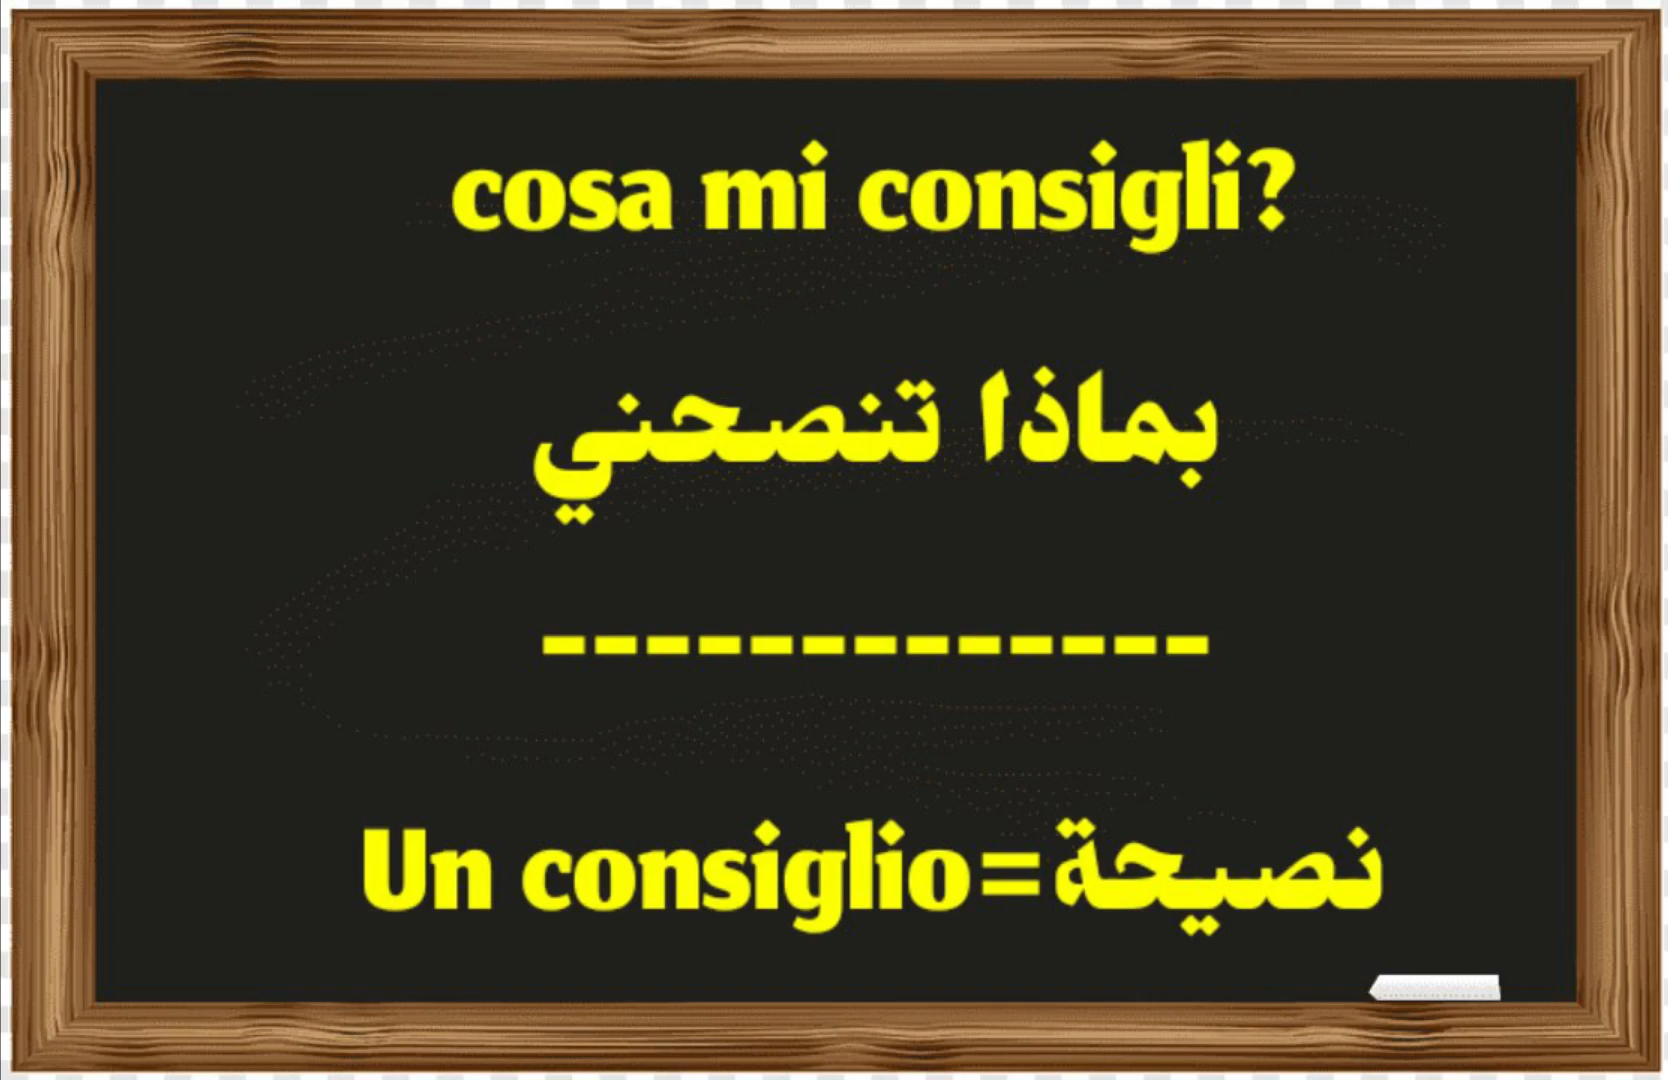 cosa mi consigli?
بماذا تنصحني
-------------
Un consiglio=نصيحة